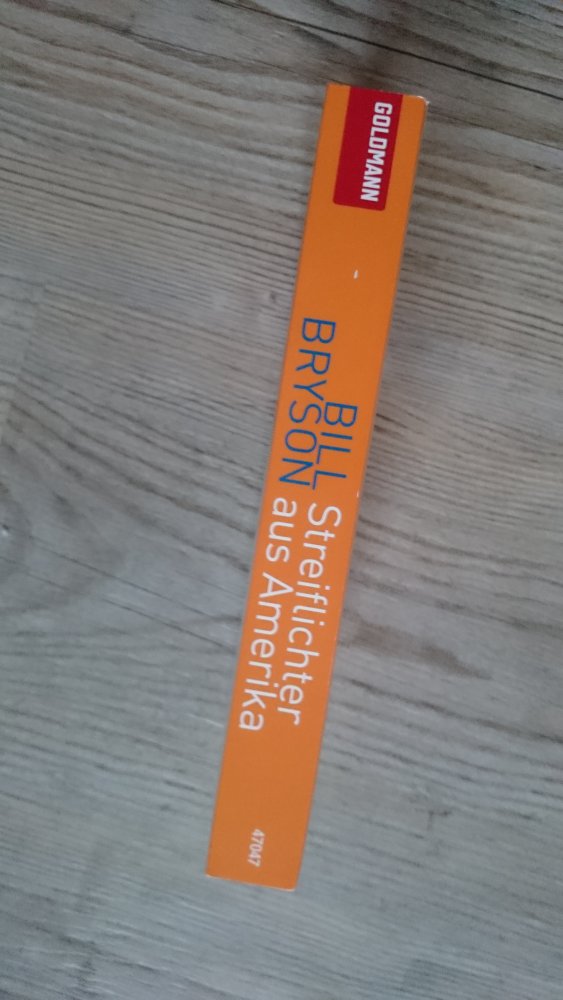 GOLDMANN
BILL
BRYSON
Streiflichter
aus Amerika
47047